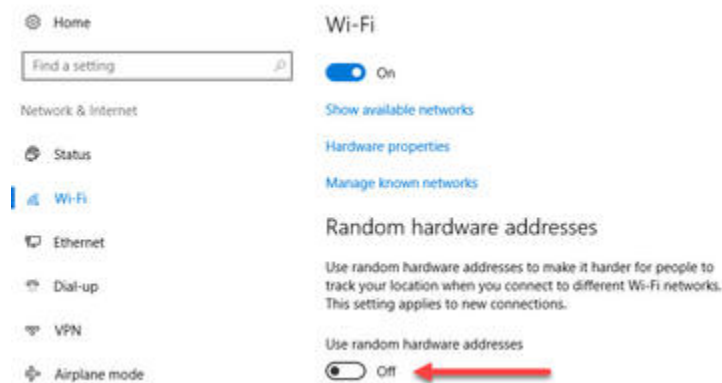 Home
Find a setting
Network & Internet
Status
Wi-Fi
Ethernet
Dial-up
VPN
Airplane mode
Wi-Fi
On
Show available networks
Hardware properties
Manage known networks
Random hardware addresses
Use random hardware addresses to make it harder for people to
track your location when you connect to different Wi-Fi networks.
This setting applies to new connections.
Use random hardware addresses
Off